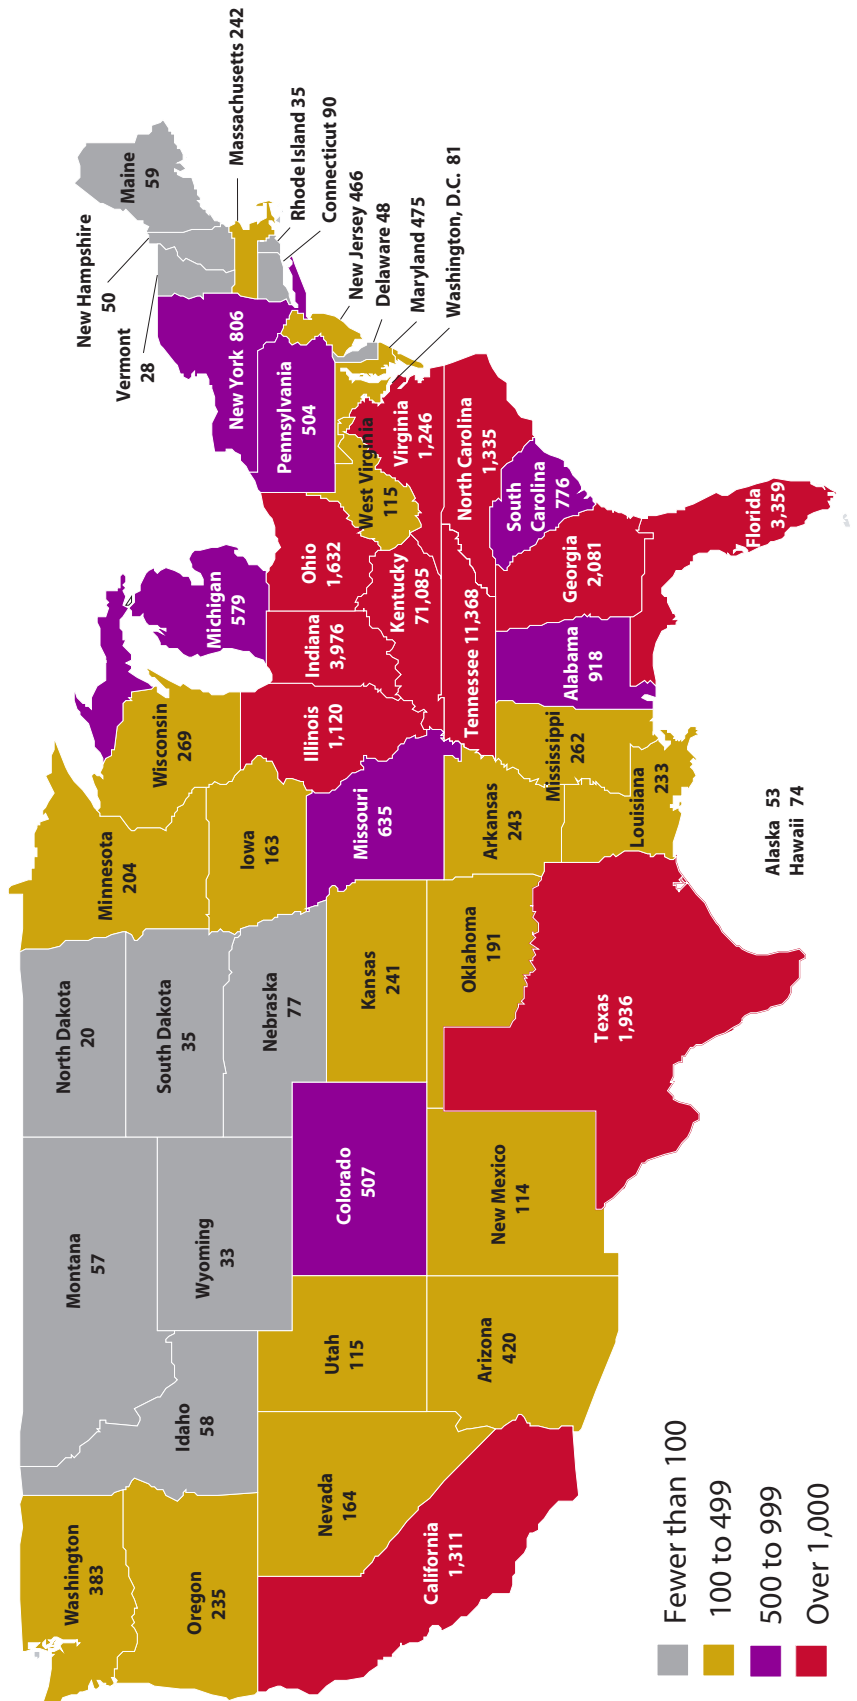 Washington
383
Oregon
235
California
1,311
Nevada
164
Idaho
58
Montana
57
Wyoming
33
Utah
115
Arizona
420
Colorado
507
New Mexico
114
North Dakota
20
South Dakota
35
Nebraska
77
Kansas
241
Oklahoma
191
Texas
1,936
Minnesota
204
Iowa
163
Missouri
635
Arkansas
243
Louisiana
233
Wisconsin
269
Illinois
1,120
Michigan
579
Indiana
3,976
Ohio
1,632
Kentucky
71,085
Tennessee 11,368
Mississippi
262
Alabama
918
Georgia
2,081
Florida
3,359
South
Carolina
776
North Carolina
1,335
Virginia
1,246
West Virginia
115
Pennsylvania
504
New York 806
Vermont
28
New Hampshire
50
Maine
59
Massachusetts 242
Rhode Island 35
Connecticut 90
New Jersey 466
Delaware 48
Maryland 475
Washington, D.C. 81
Alaska 53
Hawaii 74
Fewer than 100
100 to 499
500 to 999
Over 1,000